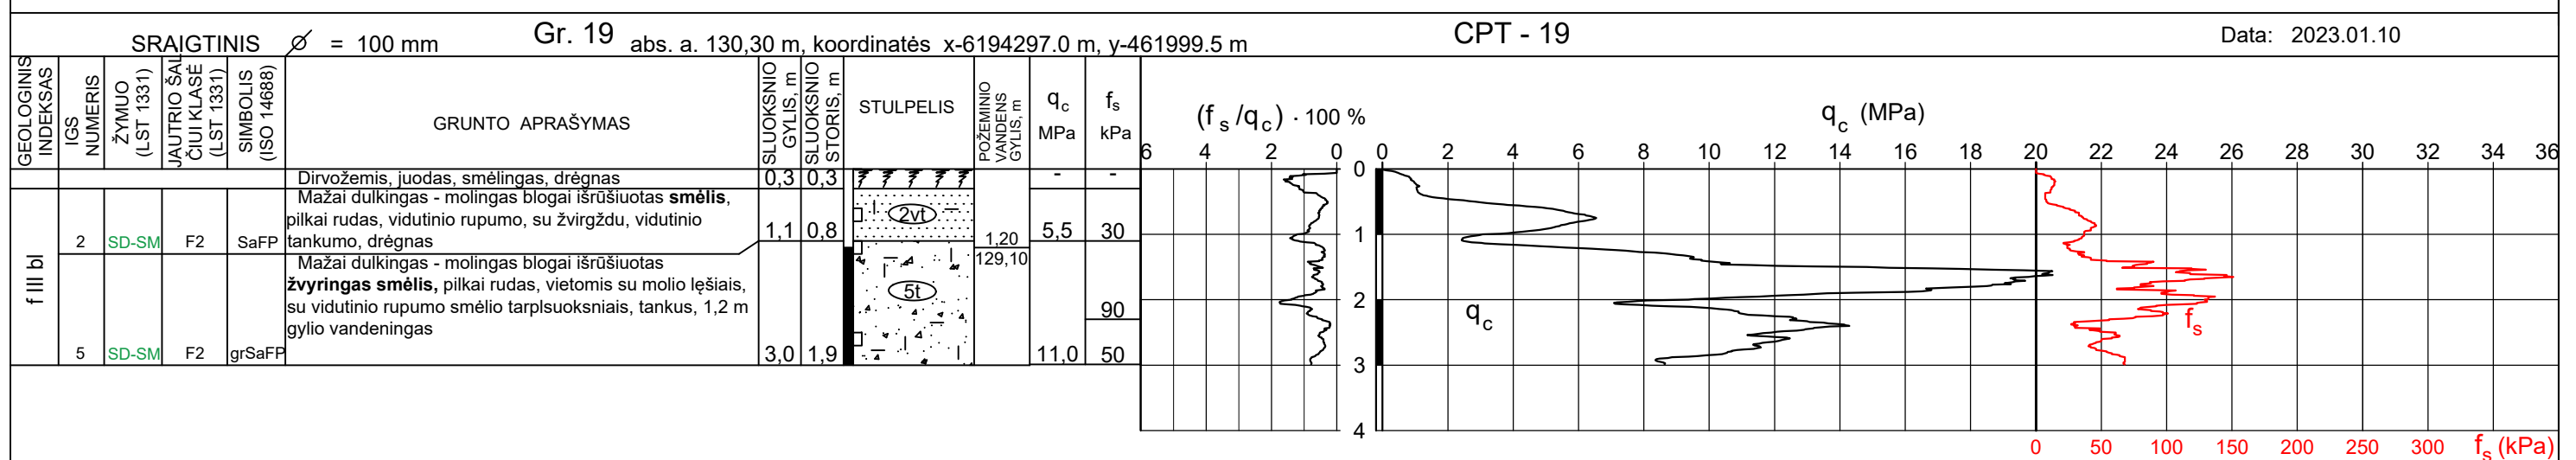 SRAIGTINIS Ø = 100 mm Gr. 19 abs. a. 130,30 m, koordinatės x-6194297.0 m, y-461999.5 m CPT - 19 Data: 2023.01.10
GEOLOGINIS
INDEKSAS
IGS
NUMERIS
ŽYMUO
(LST 1331)
JAUTRIO ŠAL
ČIUI KLASĖ
(LST 1331)
SIMBOLIS
(ISO 14688)
GRUNTO APRAŠYMAS
SLUOKSNIO
GYLIS, m
SLUOKSNIO
STORIS, m
STULPELIS
POŽEMINIO
VANDENS
GYLIS, m
qc
MPa
fs
kPa
(fs/qc) · 100 %
qc (MPa)
6 4 2 0 0 2 4 6 8 10 12 14 16 18 20 22 24 26 28 30 32 34 36
Dirvožemis, juodas, smėlingas, drėgnas 0,3 0,3 - -
Mažai dulkingas - molingas blogai išrūšiuotas smėlis,
pilkai rudas, vidutinio rupumo, su žvirgždu, vidutinio
tankumo, drėgnas
2 SD-SM F2 SaFP 1,1 0,8 2vt 5,5 30
1,20
129,10
f III bl
Mažai dulkingas - molingas blogai išrūšiuotas
žvyringas smėlis, pilkai rudas, vietomis su molio lęšiais,
su vidutinio rupumo smėlio tarplsuoksniais, tankus, 1,2 m
gylio vandeningas
5 SD-SM F2 grSaFP 3,0 1,9 5t 11,0 90
50
0
1
2
3
4
qc
fs
0 50 100 150 200 250 300 fs (kPa)